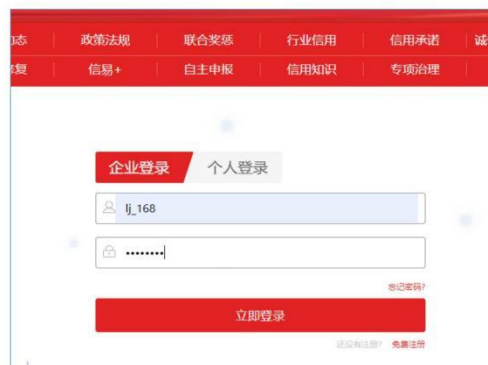 政策法规 联合奖惩 行业信用 信用承诺
信易+ 自主申报 信用知识 专项治理
企业登录 个人登录
lj_168
••••••••
忘记密码?
立即登录
还没有注册? 免费注册